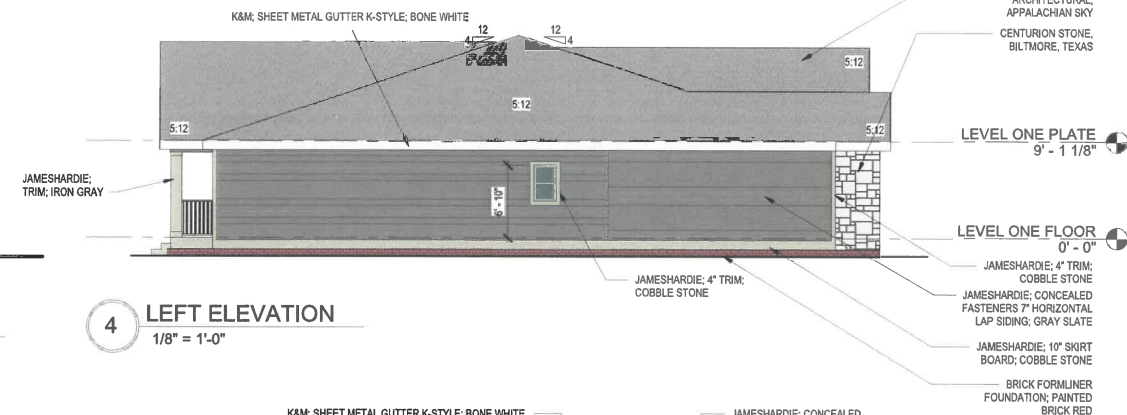 ARCHITECTURAL;
APPALACHIAN SKY
K&M; SHEET METAL GUTTER K-STYLE; BONE WHITE
CENTURION STONE,
BILTMORE, TEXAS
12
4
12
4
5:12
5:12
5:12
5:12
LEVEL ONE PLATE
9' - 1 1/8"
JAMESHARDIE;
TRIM; IRON GRAY
6' - 10"
LEVEL ONE FLOOR
0' - 0"
JAMESHARDIE; 4" TRIM;
COBBLE STONE
JAMESHARDIE; 4" TRIM;
COBBLE STONE
JAMESHARDIE; CONCEALED
FASTENERS 7" HORIZONTAL
LAP SIDING; GRAY SLATE
4
LEFT ELEVATION
1/8" = 1'-0"
JAMESHARDIE; 10" SKIRT
BOARD; COBBLE STONE
BRICK FORMLINER
FOUNDATION; PAINTED
BRICK RED
K&M; SHEET METAL GUTTER K-STYLE; BONE WHITE
JAMESHARDIE; CONCEALED